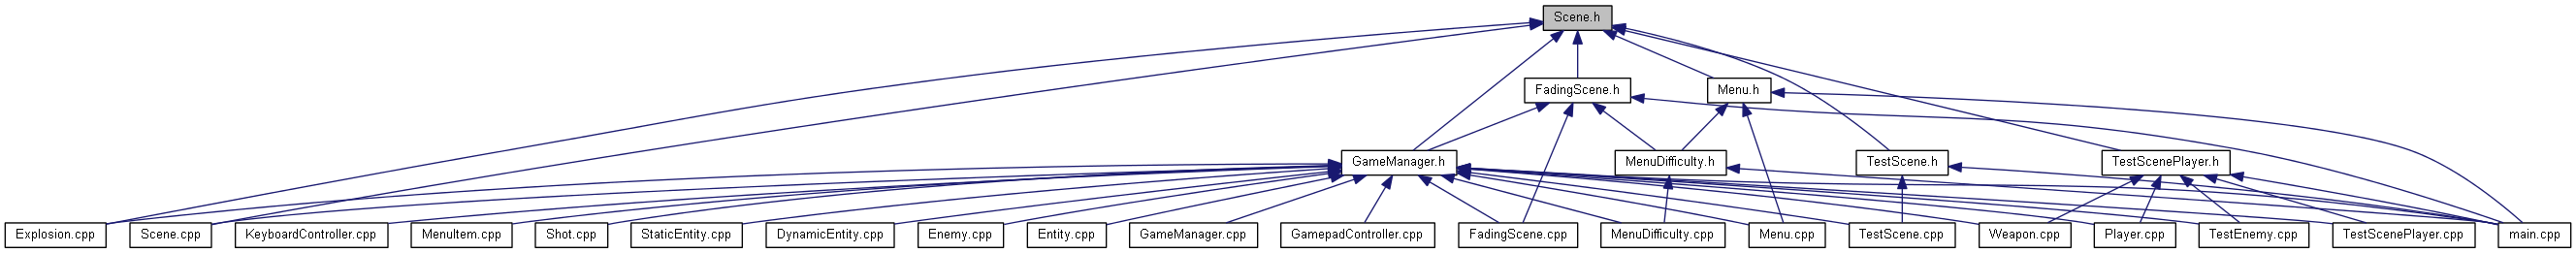 Scene.h
FadingScene.h
Menu.h
GameManager.h
MenuDifficulty.h
TestScene.h
TestScenePlayer.h
Explosion.cpp
Scene.cpp
KeyboardController.cpp
MenuItem.cpp
Shot.cpp
StaticEntity.cpp
DynamicEntity.cpp
Enemy.cpp
Entity.cpp
GameManager.cpp
GamepadController.cpp
FadingScene.cpp
MenuDifficulty.cpp
Menu.cpp
TestScene.cpp
Weapon.cpp
Player.cpp
TestEnemy.cpp
TestScenePlayer.cpp
main.cpp